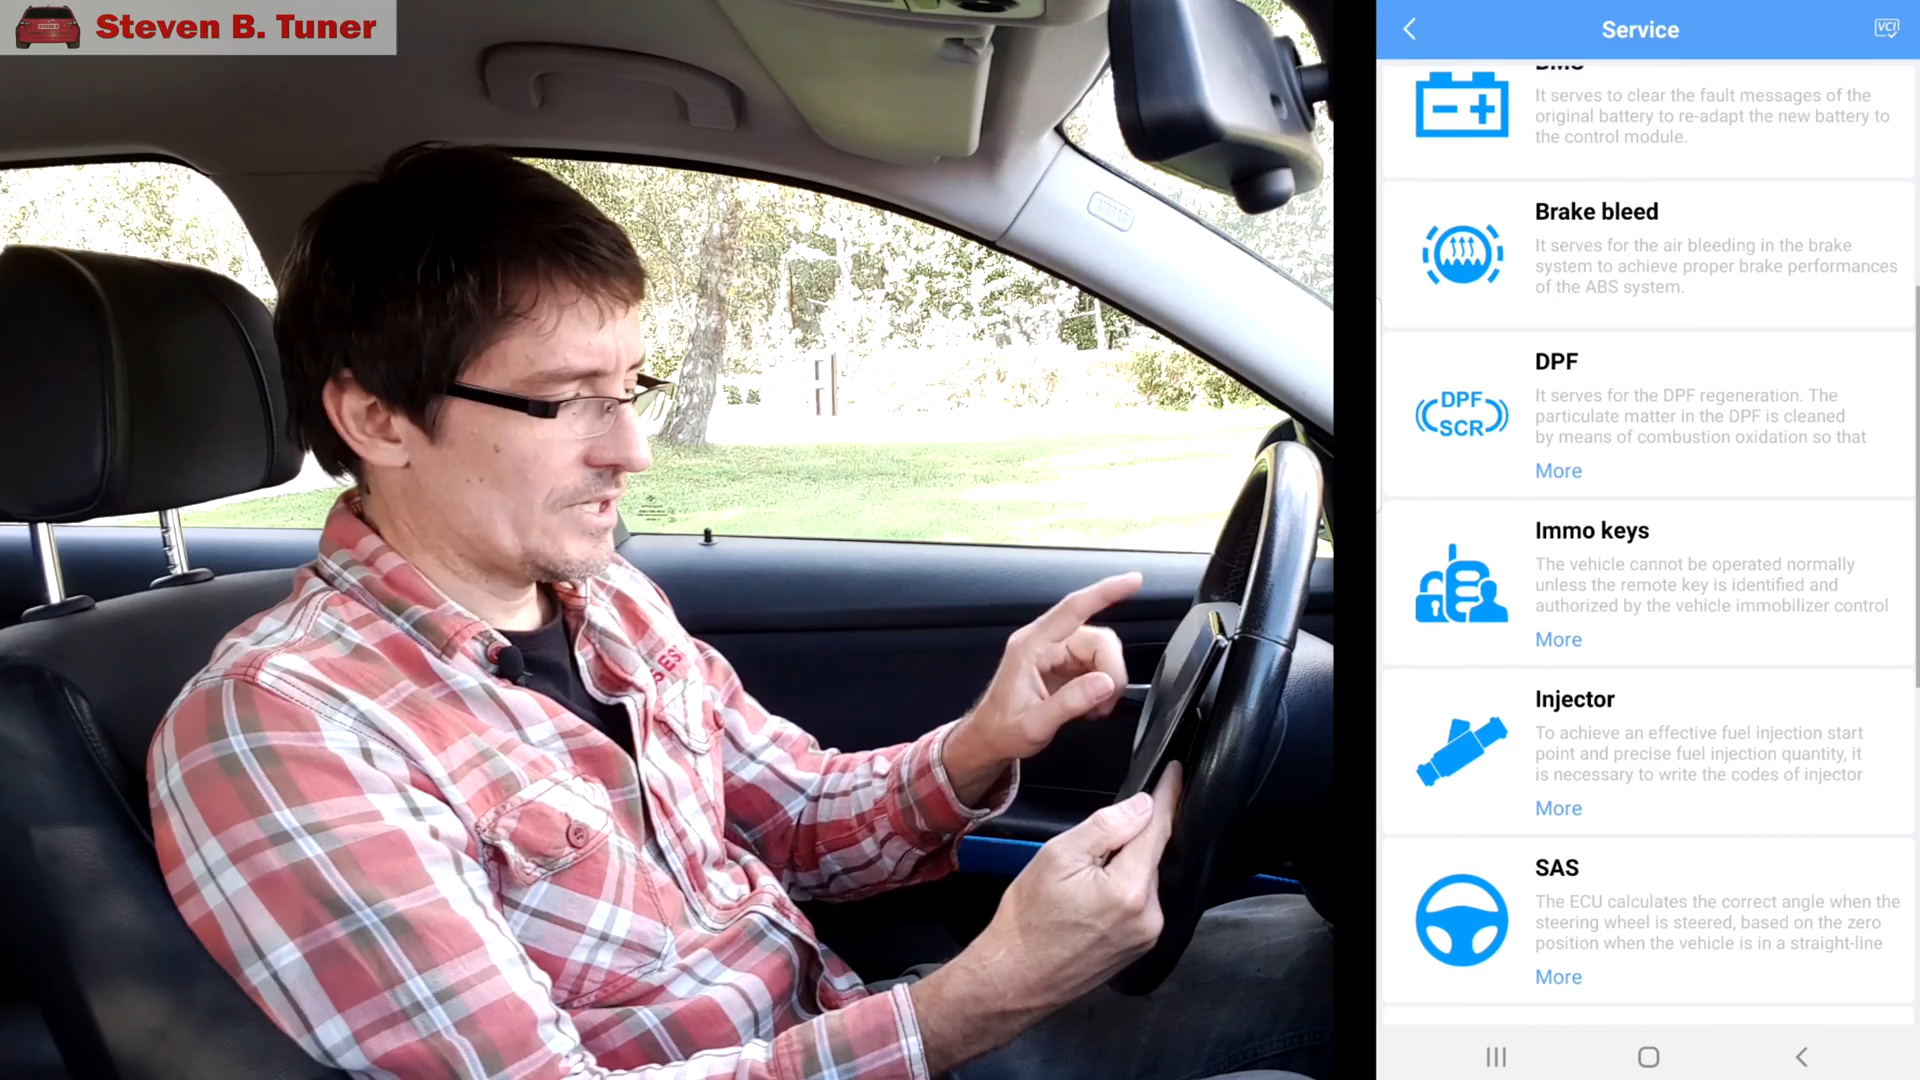 Steven B. Tuner
Service
VCI
BMS
It serves to clear the fault messages of the
original battery to re-adapt the new battery to
the control module.
Brake bleed
It serves for the air bleeding in the brake
system to achieve proper brake performances
of the ABS system.
DPF
SCR
DPF
It serves for the DPF regeneration. The
particulate matter in the DPF is cleaned
by means of combustion oxidation so that
More
Immo keys
The vehicle cannot be operated normally
unless the remote key is identified and
authorized by the vehicle immobilizer control
More
Injector
To achieve an effective fuel injection start
point and precise fuel injection quantity, it
is necessary to write the codes of injector
More
SAS
The ECU calculates the correct angle when the
steering wheel is steered, based on the zero
position when the vehicle is in a straight-line
More